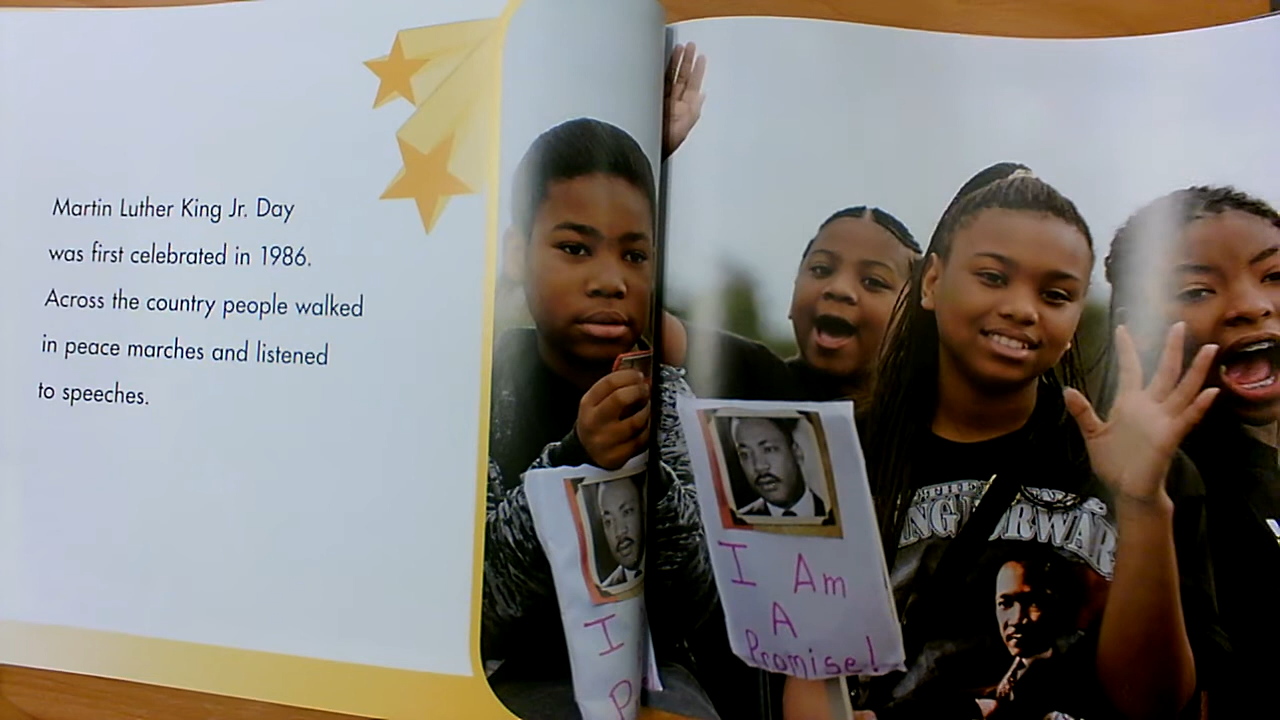 Martin Luther King Jr. Day
was first celebrated in 1986.
Across the country people walked
in peace marches and listened
to speeches.
I
P
I Am
A
Promise!